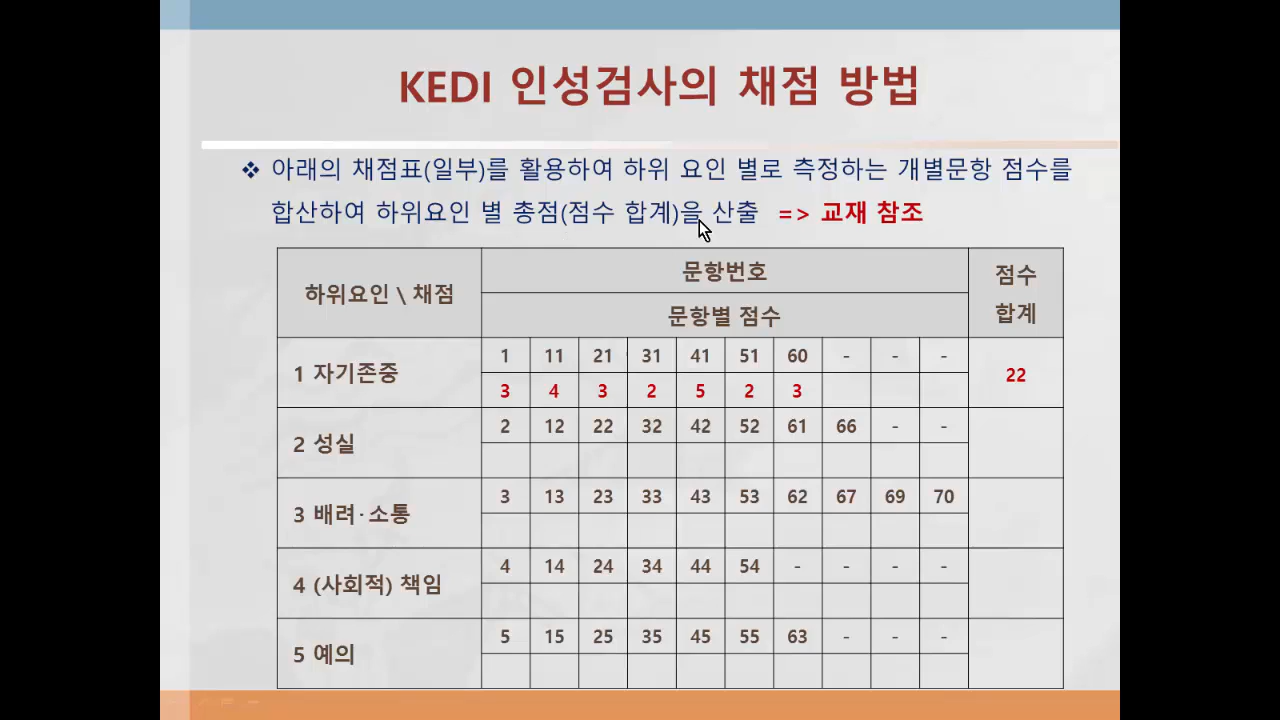 KEDI 인성검사의 채점 방법
❖ 아래의 채점표(일부)를 활용하여 하위 요인 별로 측정하는 개별문항 점수를
합산하여 하위요인 별 총점(점수 합계)을 산출 => 교재 참조
하위요인 \ 채점
문항번호
문항별 점수
점수
합계
1 자기존중
1 11 21 31 41 51 60 - - -
3 4 3 2 5 2 3
22
2 성실
2 12 22 32 42 52 61 66 - -
3 배려·소통
3 13 23 33 43 53 62 67 69 70
4 (사회적) 책임
4 14 24 34 44 54 - - - -
5 예의
5 15 25 35 45 55 63 - - -